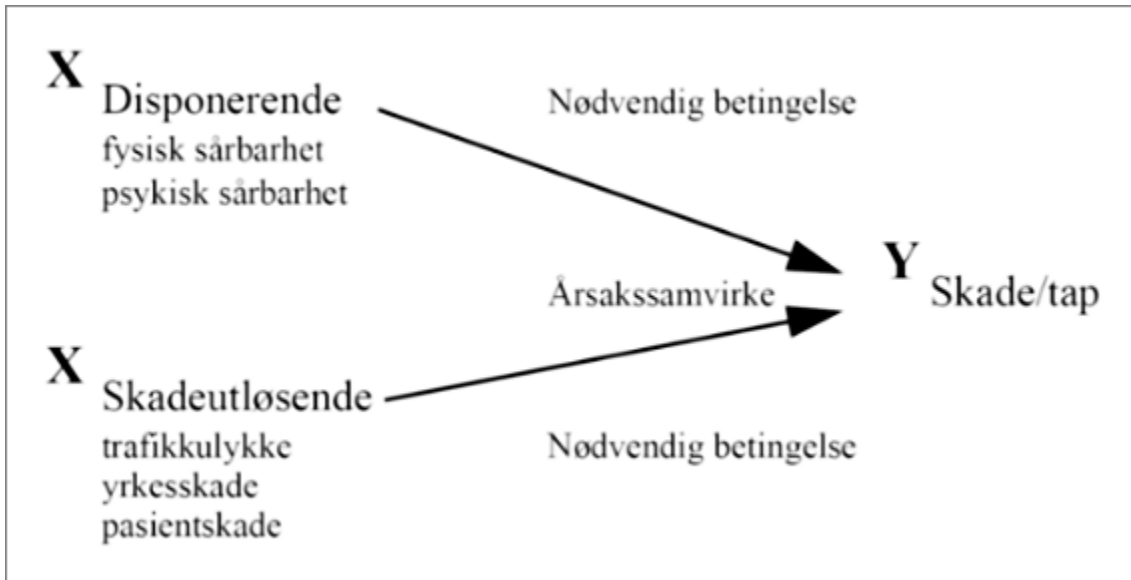 X
Disponerende
fysisk sårbarhet
psykisk sårbarhet
Nødvendig betingelse
Årsakssamvirke
Y
Skade/tap
X
Skadeutløsende
trafikkulykke
yrkesskade
pasientskade
Nødvendig betingelse